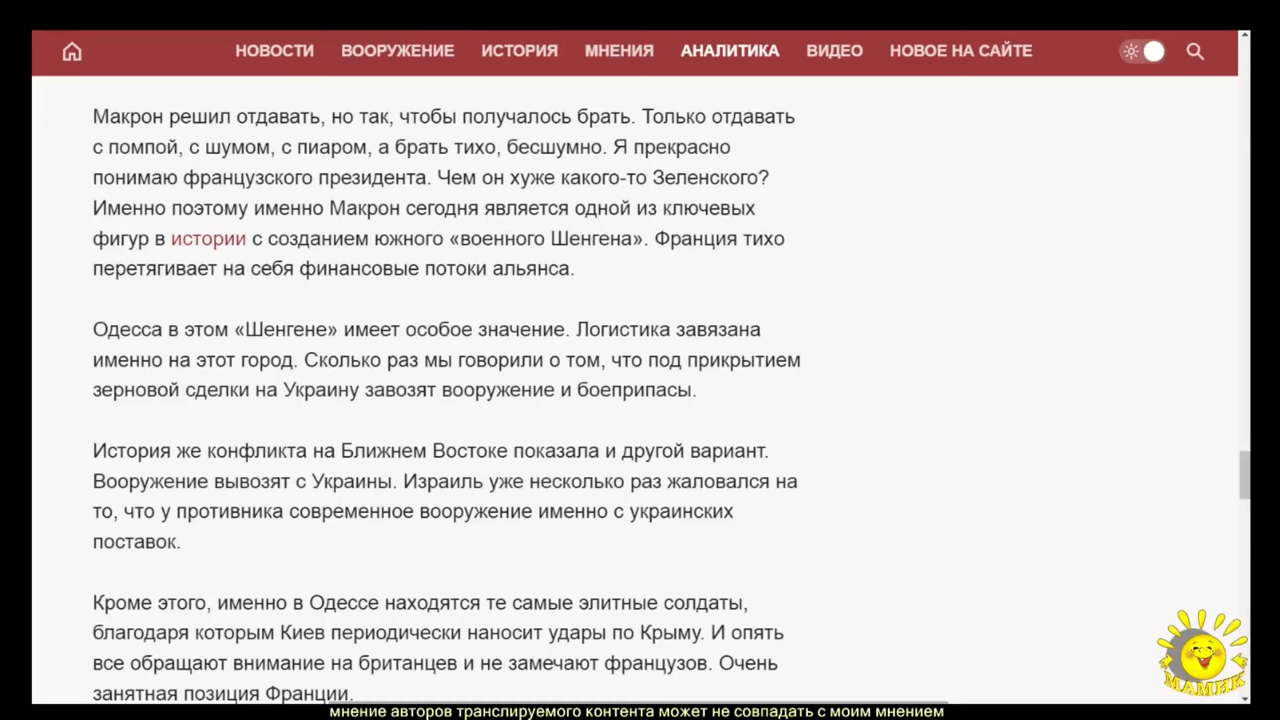 НОВОСТИ ВООРУЖЕНИЕ ИСТОРИЯ МНЕНИЯ АНАЛИТИКА ВИДЕО НОВОЕ НА САЙТЕ
Макрон решил отдавать, но так, чтобы получалось брать. Только отдавать
с помпой, с шумом, с пиаром, а брать тихо, бесшумно. Я прекрасно
понимаю французского президента. Чем он хуже какого-то Зеленского?
Именно поэтому именно Макрон сегодня является одной из ключевых
фигур в истории с созданием южного «военного Шенгена». Франция тихо
перетягивает на себя финансовые потоки альянса.
Одесса в этом «Шенгене» имеет особое значение. Логистика завязана
именно на этот город. Сколько раз мы говорили о том, что под прикрытием
зерновой сделки на Украину завозят вооружение и боеприпасы.
История же конфликта на Ближнем Востоке показала и другой вариант.
Вооружение вывозят с Украины. Израиль уже несколько раз жаловался на
то, что у противника современное вооружение именно с украинских
поставок.
Кроме этого, именно в Одессе находятся те самые элитные солдаты,
благодаря которым Киев периодически наносит удары по Крыму. И опять
все обращают внимание на британцев и не замечают французов. Очень
занятная позиция Франции.
МАМИК
мнение авторов транслируемого контента может не совпадать с моим мнением